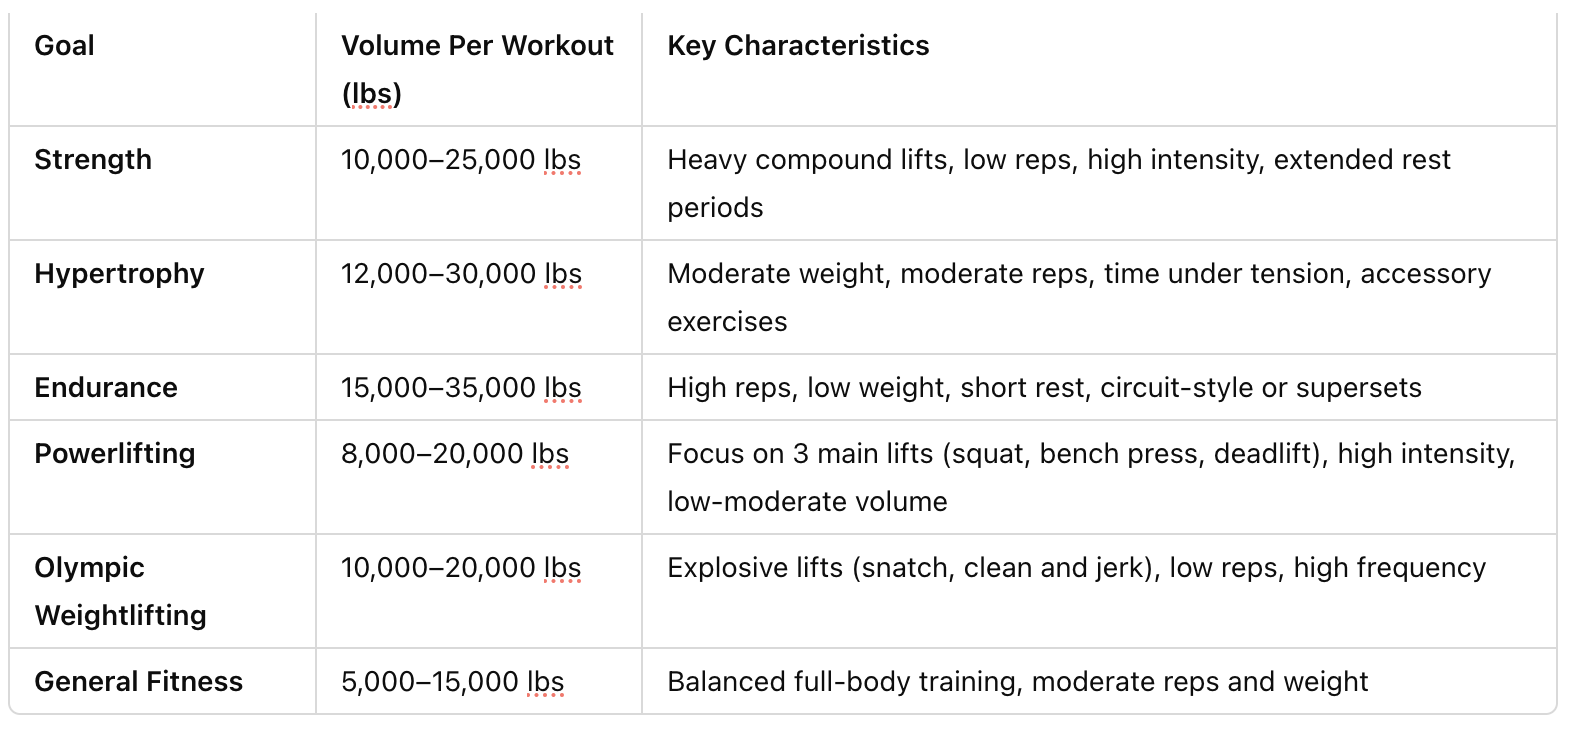 Goal
Volume Per Workout
(lbs)
Key Characteristics
Strength
10,000–25,000 lbs
Heavy compound lifts, low reps, high intensity, extended rest
periods
Hypertrophy
12,000–30,000 lbs
Moderate weight, moderate reps, time under tension, accessory
exercises
Endurance
15,000–35,000 lbs
High reps, low weight, short rest, circuit-style or supersets
Powerlifting
8,000–20,000 lbs
Focus on 3 main lifts (squat, bench press, deadlift), high intensity,
low-moderate volume
Olympic
Weightlifting
10,000–20,000 lbs
Explosive lifts (snatch, clean and jerk), low reps, high frequency
General Fitness
5,000–15,000 lbs
Balanced full-body training, moderate reps and weight